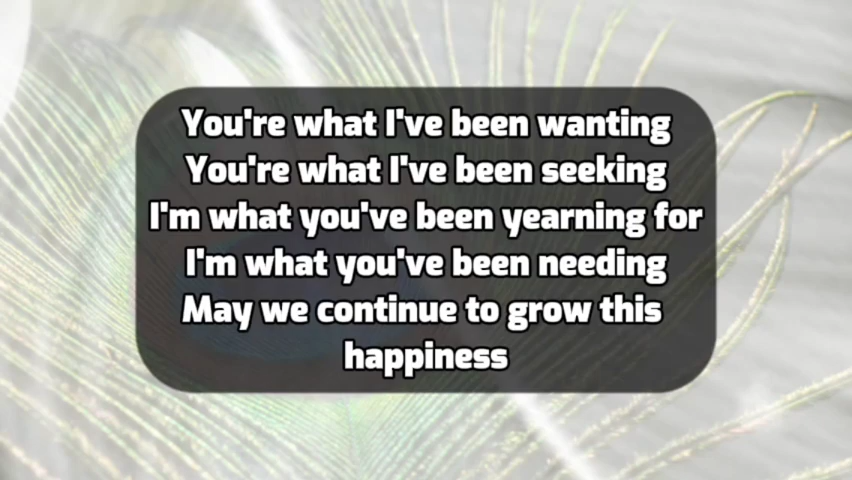 You're what I've been wanting
You're what I've been seeking
I'm what you've been yearning for
I'm what you've been needing
May we continue to grow this
happiness